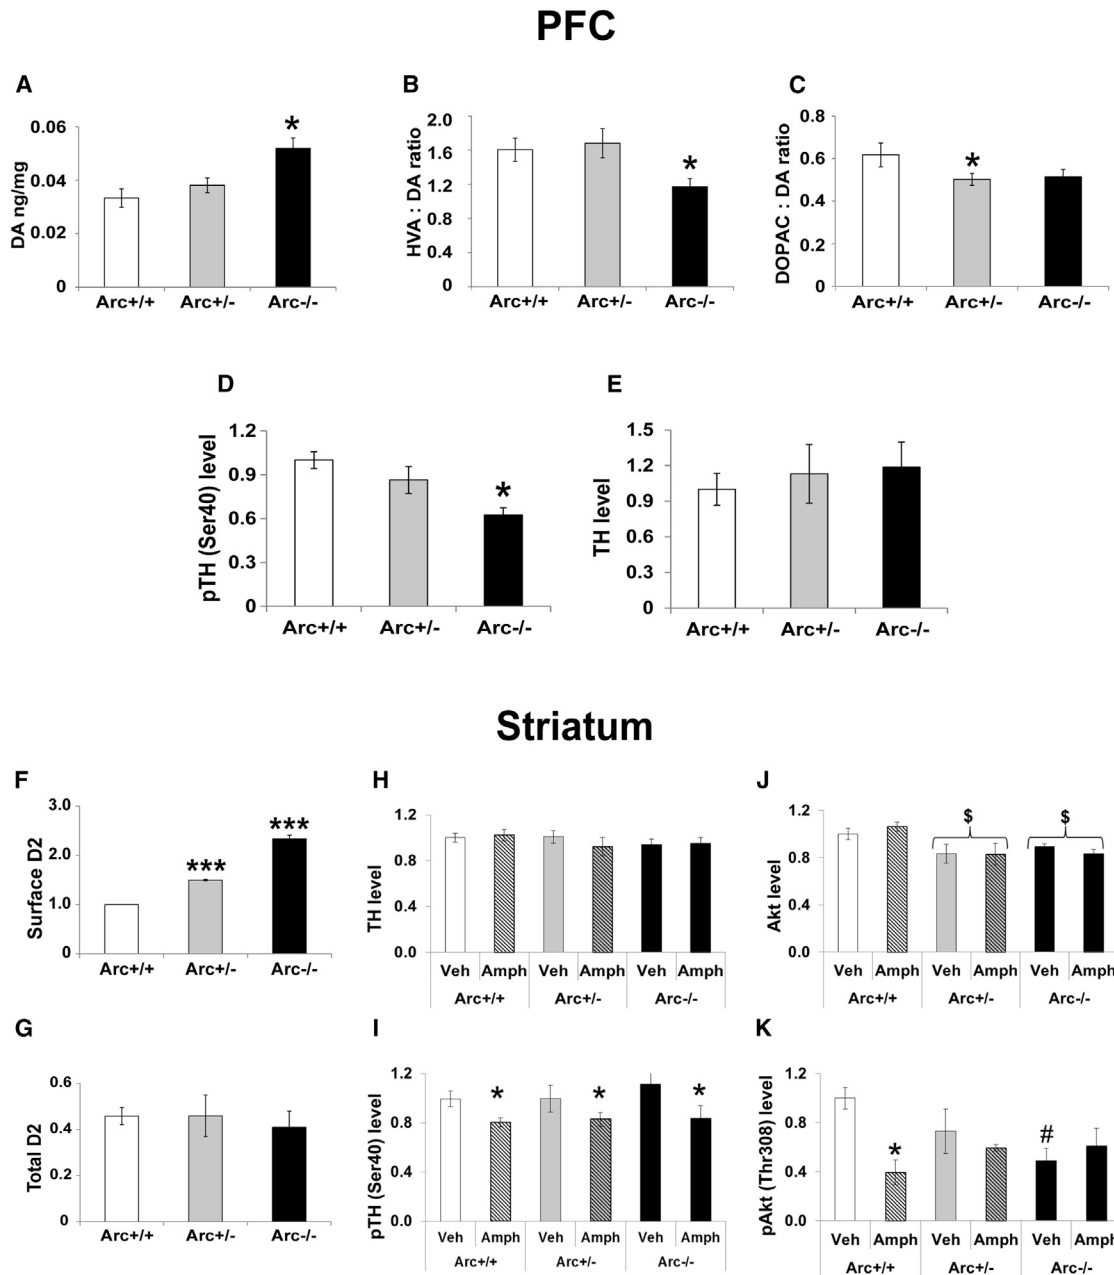 PFC
A
DA ng/mg
0.06
0.04
0.02
0
*
Arc+/+ Arc+/- Arc-/-
B
HVA : DA ratio
2.0
1.6
1.2
0.8
0.4
0
*
Arc+/+ Arc+/- Arc-/-
C
DOPAC : DA ratio
0.8
0.6
0.4
0.2
0
*
Arc+/+ Arc+/- Arc-/-
D
pTH (Ser40) level
1.2
0.9
0.6
0.3
0
*
Arc+/+ Arc+/- Arc-/-
E
TH level
1.5
1.2
0.9
0.6
0.3
0
Arc+/+ Arc+/- Arc-/-
Striatum
F
Surface D2
3.0
2.0
1.0
0
*** ***
Arc+/+ Arc+/- Arc-/-
H
TH level
1.2
0.8
0.4
0.0
Veh Amph Veh Amph Veh Amph
Arc+/+ Arc+/- Arc-/-
J
Akt level
1.2
0.8
0.4
0.0
$ $
Veh Amph Veh Amph Veh Amph
Arc+/+ Arc+/- Arc-/-
G
Total D2
0.6
0.4
0.2
0
Arc+/+ Arc+/- Arc-/-
I
pTH (Ser40) level
1.2
0.8
0.4
0.0
* * *
Veh Amph Veh Amph Veh Amph
Arc+/+ Arc+/- Arc-/-
K
pAkt (Thr308) level
1.2
0.8
0.4
0.0
* #
Veh Amph Veh Amph Veh Amph
Arc+/+ Arc+/- Arc-/-